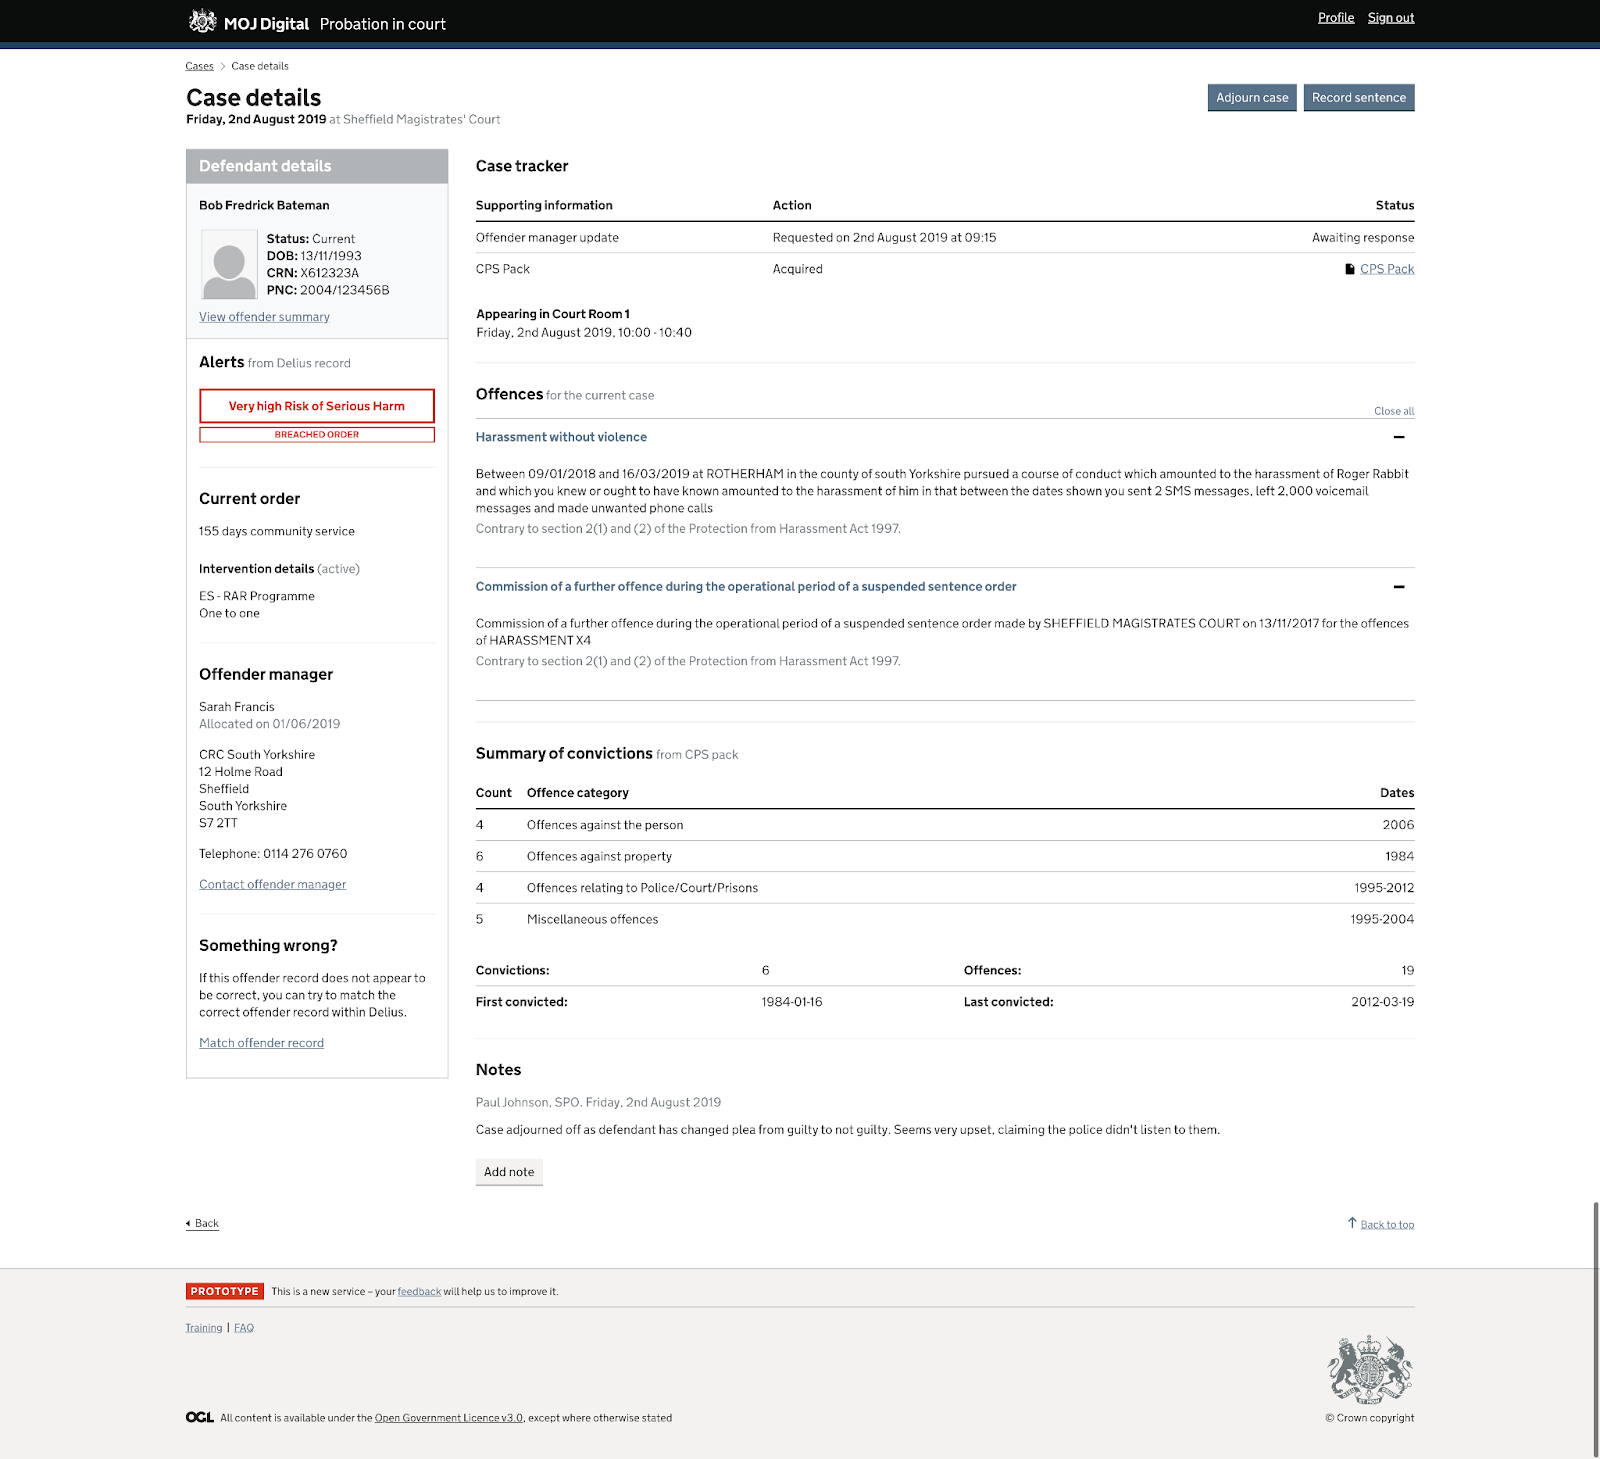 MOJ Digital Probation in court
Profile Sign out
Cases Case details
Case details
Adjourn case Record sentence
Friday, 2nd August 2019 at Sheffield Magistrates' Court
Defendant details
Bob Fredrick Bateman
Status: Current
DOB: 13/11/1993
CRN: X612323A
PNC: 2004/123456B
View offender summary
Alerts from Delius record
Very high Risk of Serious Harm
BREACHED ORDER
Current order
155 days community service
Intervention details (active)
ES - RAR Programme
One to one
Offender manager
Sarah Francis
Allocated on 01/06/2019
CRC South Yorkshire
12 Holme Road
Sheffield
South Yorkshire
S7 2TT
Telephone: 0114 276 0760
Contact offender manager
Something wrong?
If this offender record does not appear to
be correct, you can try to match the
correct offender record within Delius.
Match offender record
Case tracker
Supporting information Action Status
Offender manager update Requested on 2nd August 2019 at 09:15 Awaiting response
CPS Pack Acquired CPS Pack
Appearing in Court Room 1
Friday, 2nd August 2019, 10:00 - 10:40
Offences for the current case
Close all
Harassment without violence
Between 09/01/2018 and 16/03/2019 at ROTHERHAM in the county of south Yorkshire pursued a course of conduct which amounted to the harassment of Roger Rabbit
and which you knew or ought to have known amounted to the harassment of him in that between the dates shown you sent 2 SMS messages, left 2,000 voicemail
messages and made unwanted phone calls
Contrary to section 2(1) and (2) of the Protection from Harassment Act 1997.
Commission of a further offence during the operational period of a suspended sentence order
Commission of a further offence during the operational period of a suspended sentence order made by SHEFFIELD MAGISTRATES COURT on 13/11/2017 for the offences
of HARASSMENT X4
Contrary to section 2(1) and (2) of the Protection from Harassment Act 1997.
Summary of convictions from CPS pack
Count Offence category Dates
4 Offences against the person 2006
6 Offences against property 1984
4 Offences relating to Police/Court/Prisons 1995-2012
5 Miscellaneous offences 1995-2004
Convictions: 6 Offences: 19
First convicted: 1984-01-16 Last convicted: 2012-03-19
Notes
Paul Johnson, SPO. Friday, 2nd August 2019
Case adjourned off as defendant has changed plea from guilty to not guilty. Seems very upset, claiming the police didn't listen to them.
Add note
Back
Back to top
PROTOTYPE This is a new service – your feedback will help us to improve it.
Training | FAQ
OGL All content is available under the Open Government Licence v3.0, except where otherwise stated
© Crown copyright